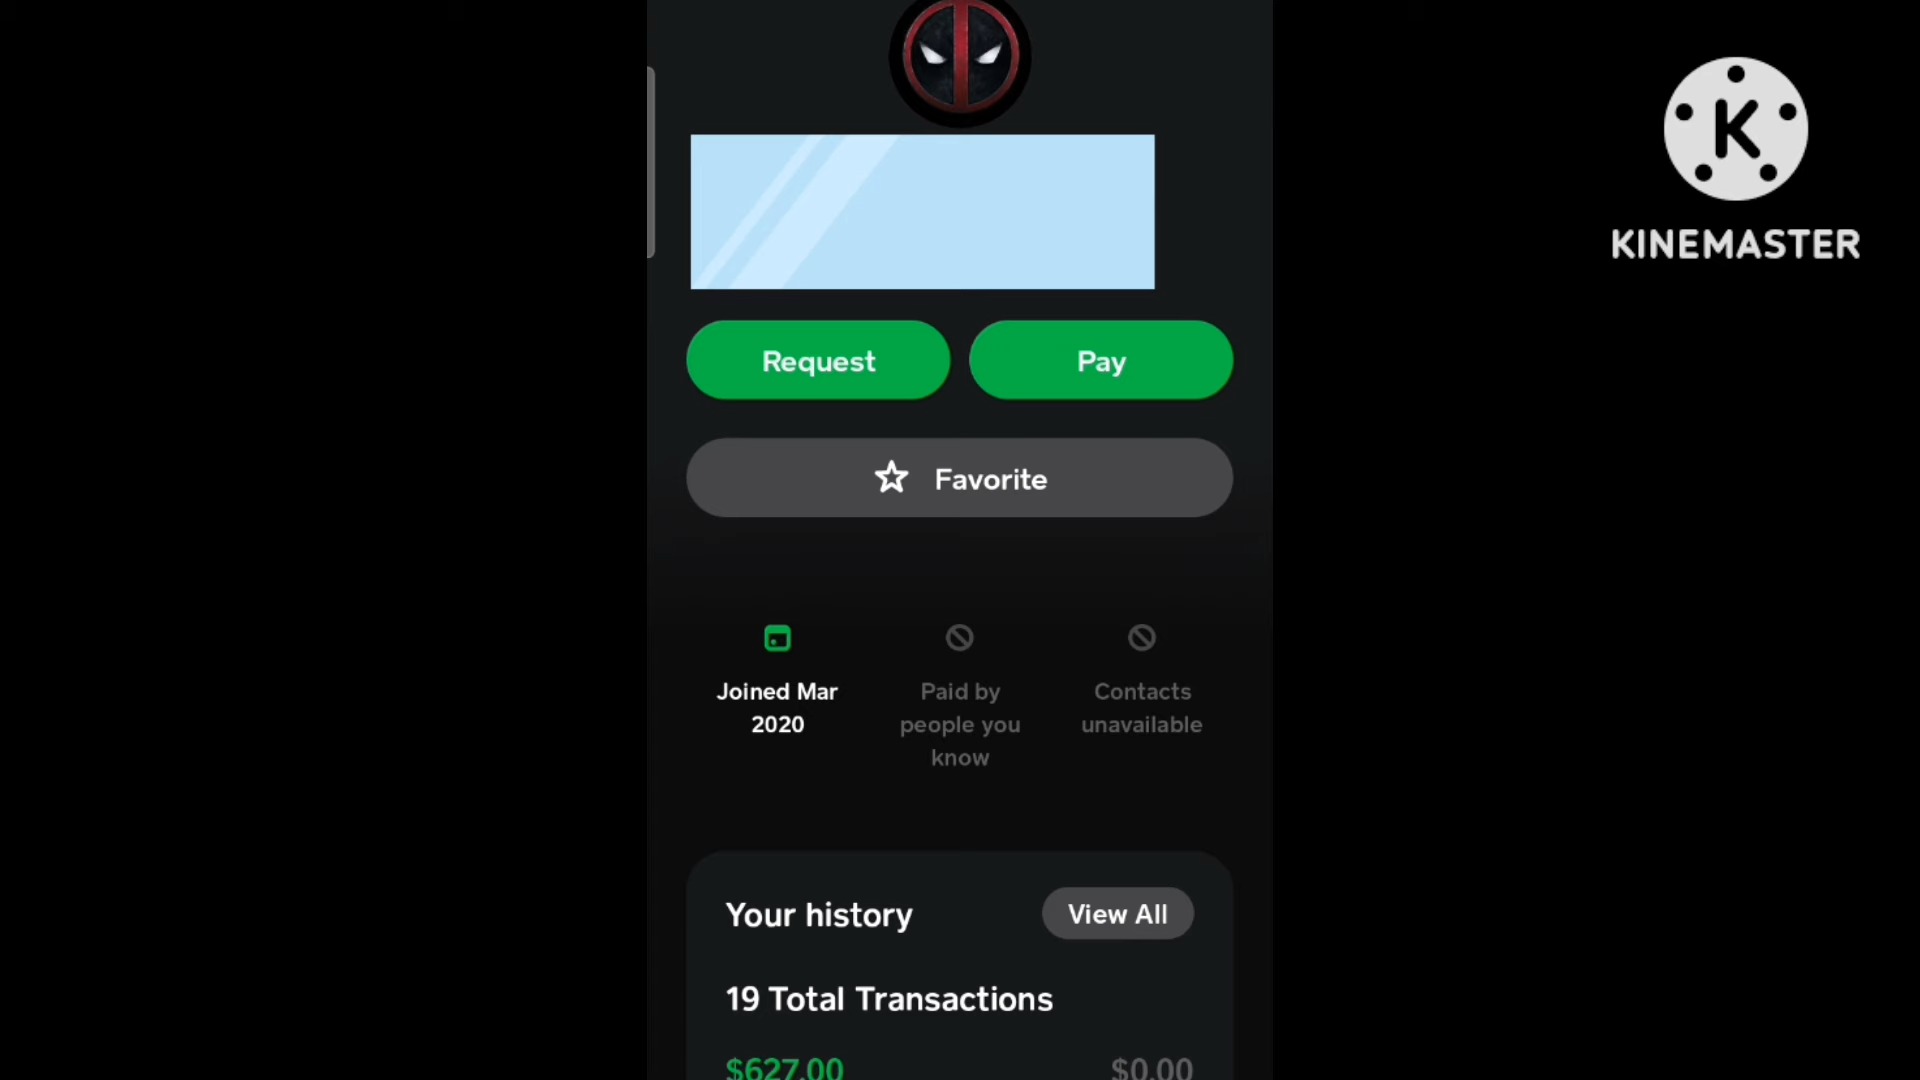 KINEMASTER
Request
Pay
Favorite
Joined Mar
2020
Paid by
people you
know
Contacts
unavailable
Your history
View All
19 Total Transactions
$627.00
$0.00